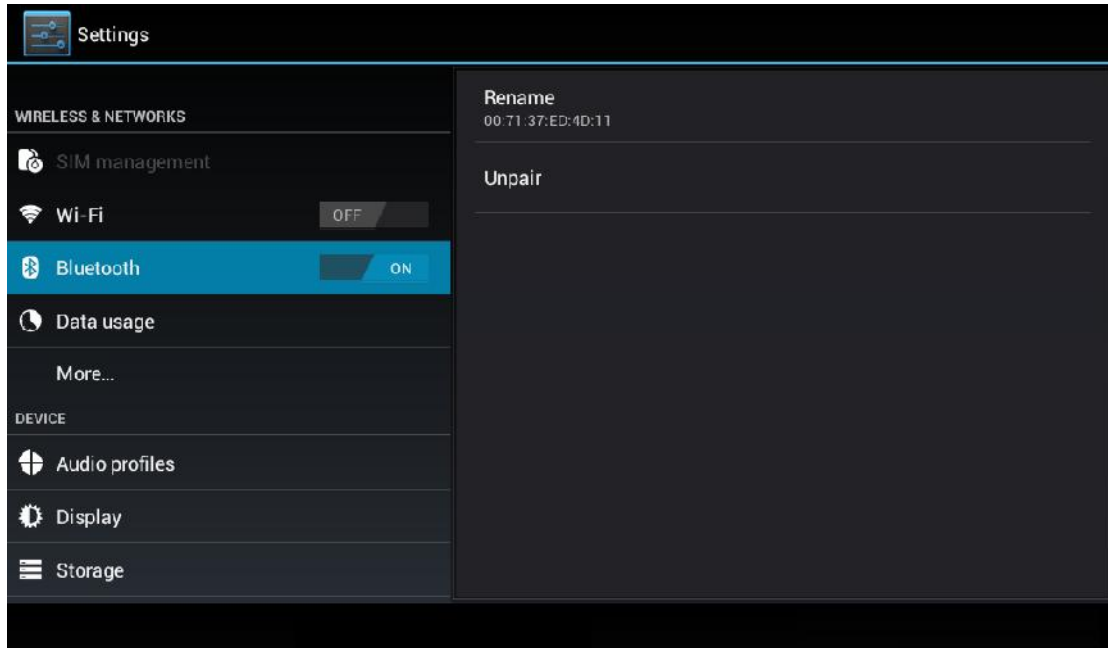 Settings
WIRELESS & NETWORKS
SIM management
Wi-Fi OFF
Bluetooth ON
Data usage
More...
DEVICE
Audio profiles
Display
Storage
Rename
00:71:37:ED:4D:11
Unpair